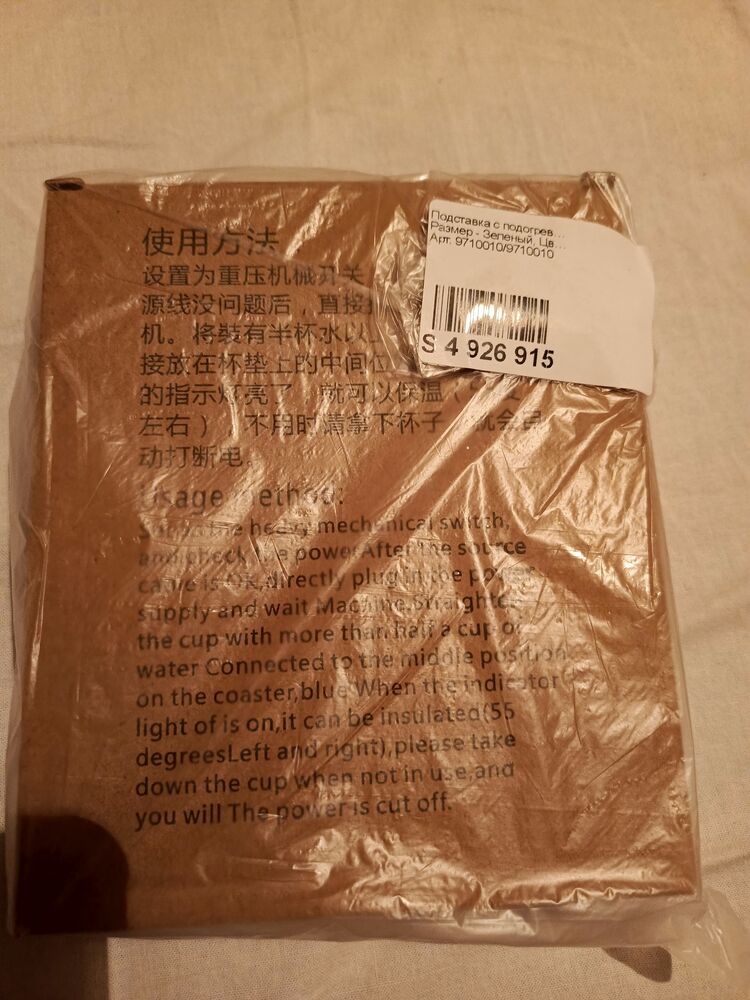 使用方法
设置为重压机械开关
源线没问题后，直接
机。将裝有半杯水以上
接放在杯垫上的中间位
的指示灯亮了 就可以保温（
左右） 不用时请拿下杯子 就会自
动打断电。
Usage method:
the heavy mechanical switch,
and check the power.After the source
cable is OK,directly plug in the power
supply and wait Machine.Straighten
the cup with more than half a cup of
water Connected to the middle position
on the coaster,blue When the indicator
light of is on,it can be insulated(55
degreesLeft and right),please take
down the cup when not in use,and
you will The power is cut off.
Подставка с подогрев...
Размер - Зеленый, Цв...
Арт. 9710010/9710010
S 4 926 915